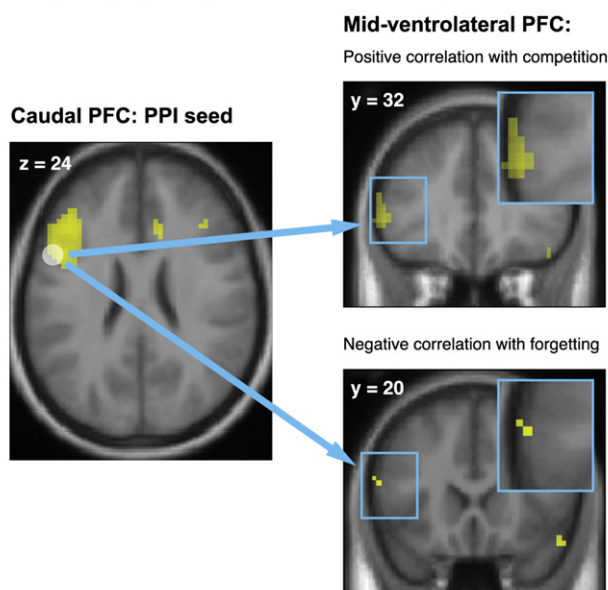 Mid-ventrolateral PFC:
Positive correlation with competition
y = 32
Caudal PFC: PPI seed
z = 24
Negative correlation with forgetting
y = 20